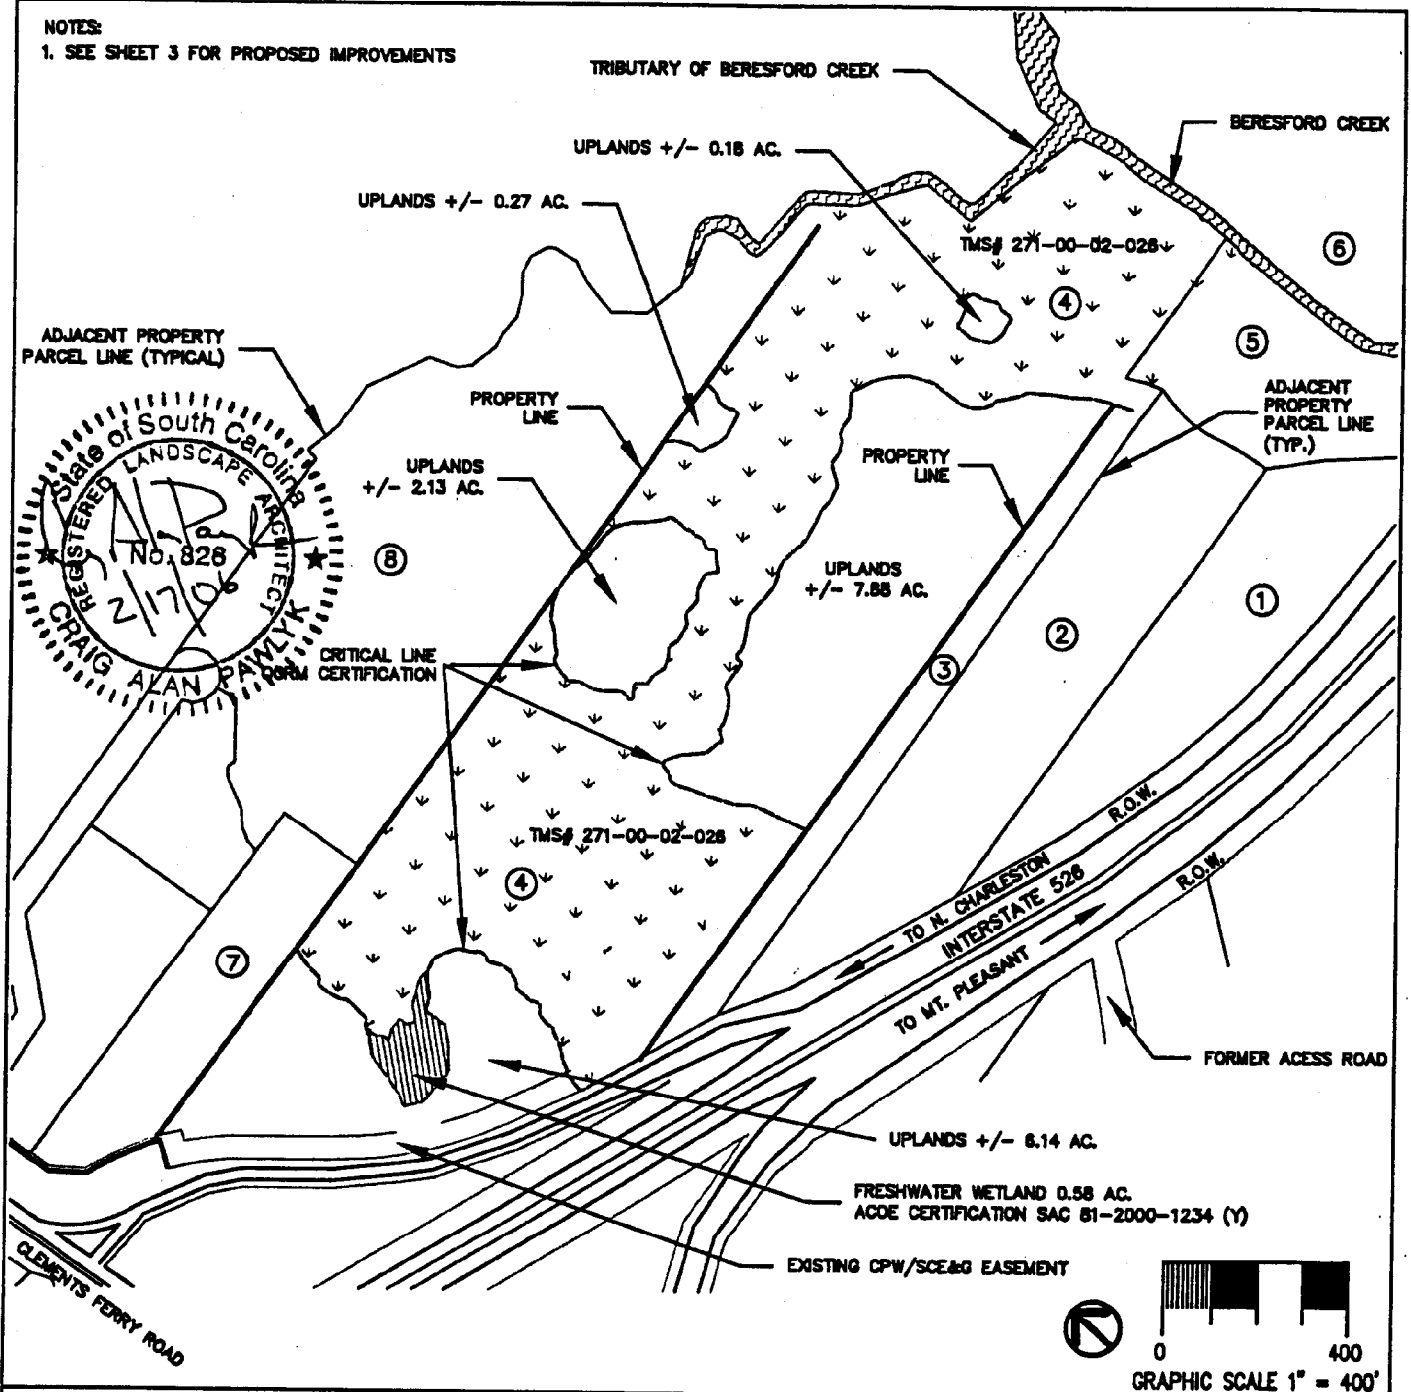 NOTES:
1. SEE SHEET 3 FOR PROPOSED IMPROVEMENTS
TRIBUTARY OF BERESFORD CREEK
BERESFORD CREEK
UPLANDS +/- 0.18 AC.
UPLANDS +/- 0.27 AC.
TMS# 271-00-02-026
6
4
ADJACENT PROPERTY
PARCEL LINE (TYPICAL)
5
ADJACENT
PROPERTY
PARCEL LINE
(TYP.)
PROPERTY
LINE
PROPERTY
LINE
UPLANDS
+/- 2.13 AC.
State of South Carolina
REGISTERED LANDSCAPE ARCHITECT
No. 826
2/17/06
CRAIG ALAN PAWLYK
8
UPLANDS
+/- 7.88 AC.
1
2
3
CRITICAL LINE
OCRM CERTIFICATION
TMS# 271-00-02-026
4
R.O.W.
R.O.W.
TO N. CHARLESTON
INTERSTATE 526
TO MT. PLEASANT
7
FORMER ACESS ROAD
UPLANDS +/- 6.14 AC.
FRESHWATER WETLAND 0.58 AC.
ACOE CERTIFICATION SAC 81-2000-1234 (Y)
EXISTING CPW/SCE&G EASEMENT
CLEMENTS FERRY ROAD
0 400
GRAPHIC SCALE 1" = 400'